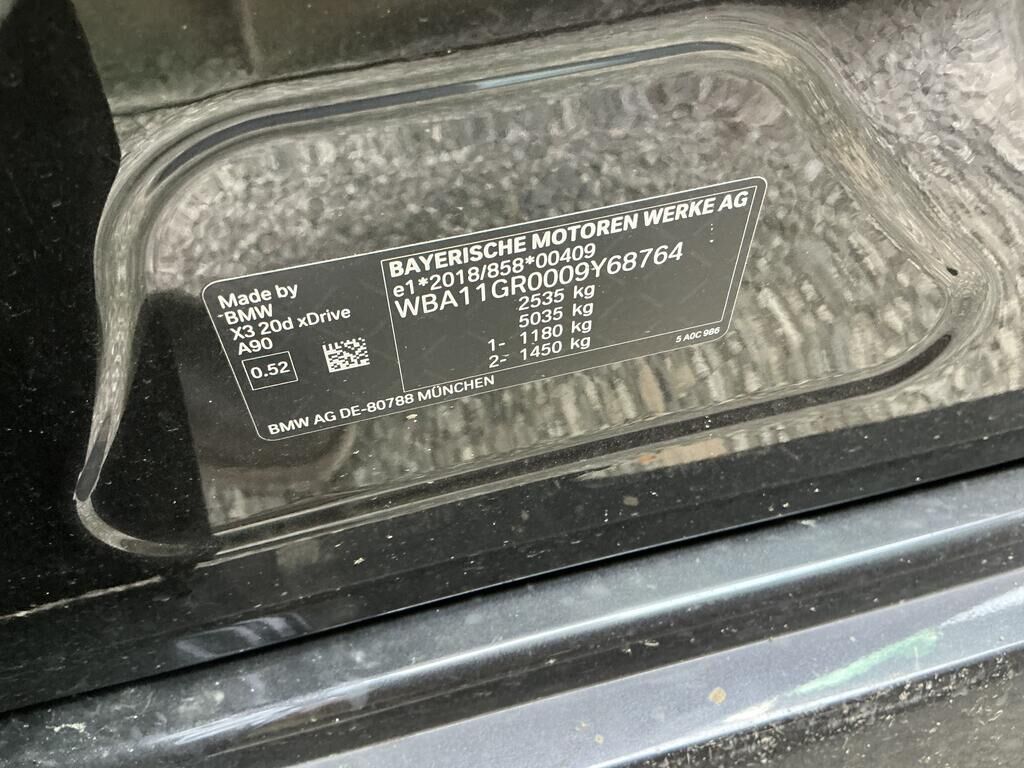 Made by
BMW
X3 20d xDrive
A90
0.52
BAYERISCHE MOTOREN WERKE AG
e1*2018/858*00409
WBA11GR0009Y68764
2535 kg
5035 kg
1- 1180 kg
2- 1450 kg
5 A0C 986
BMW AG DE-80788 MÜNCHEN